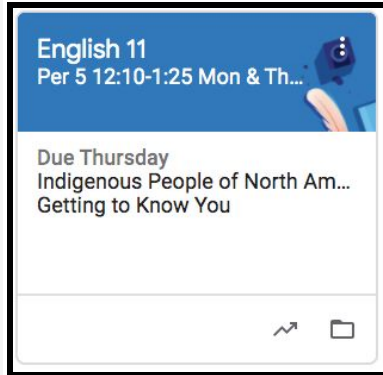 English 11
Per 5 12:10-1:25 Mon & Th...
Due Thursday
Indigenous People of North Am...
Getting to Know You